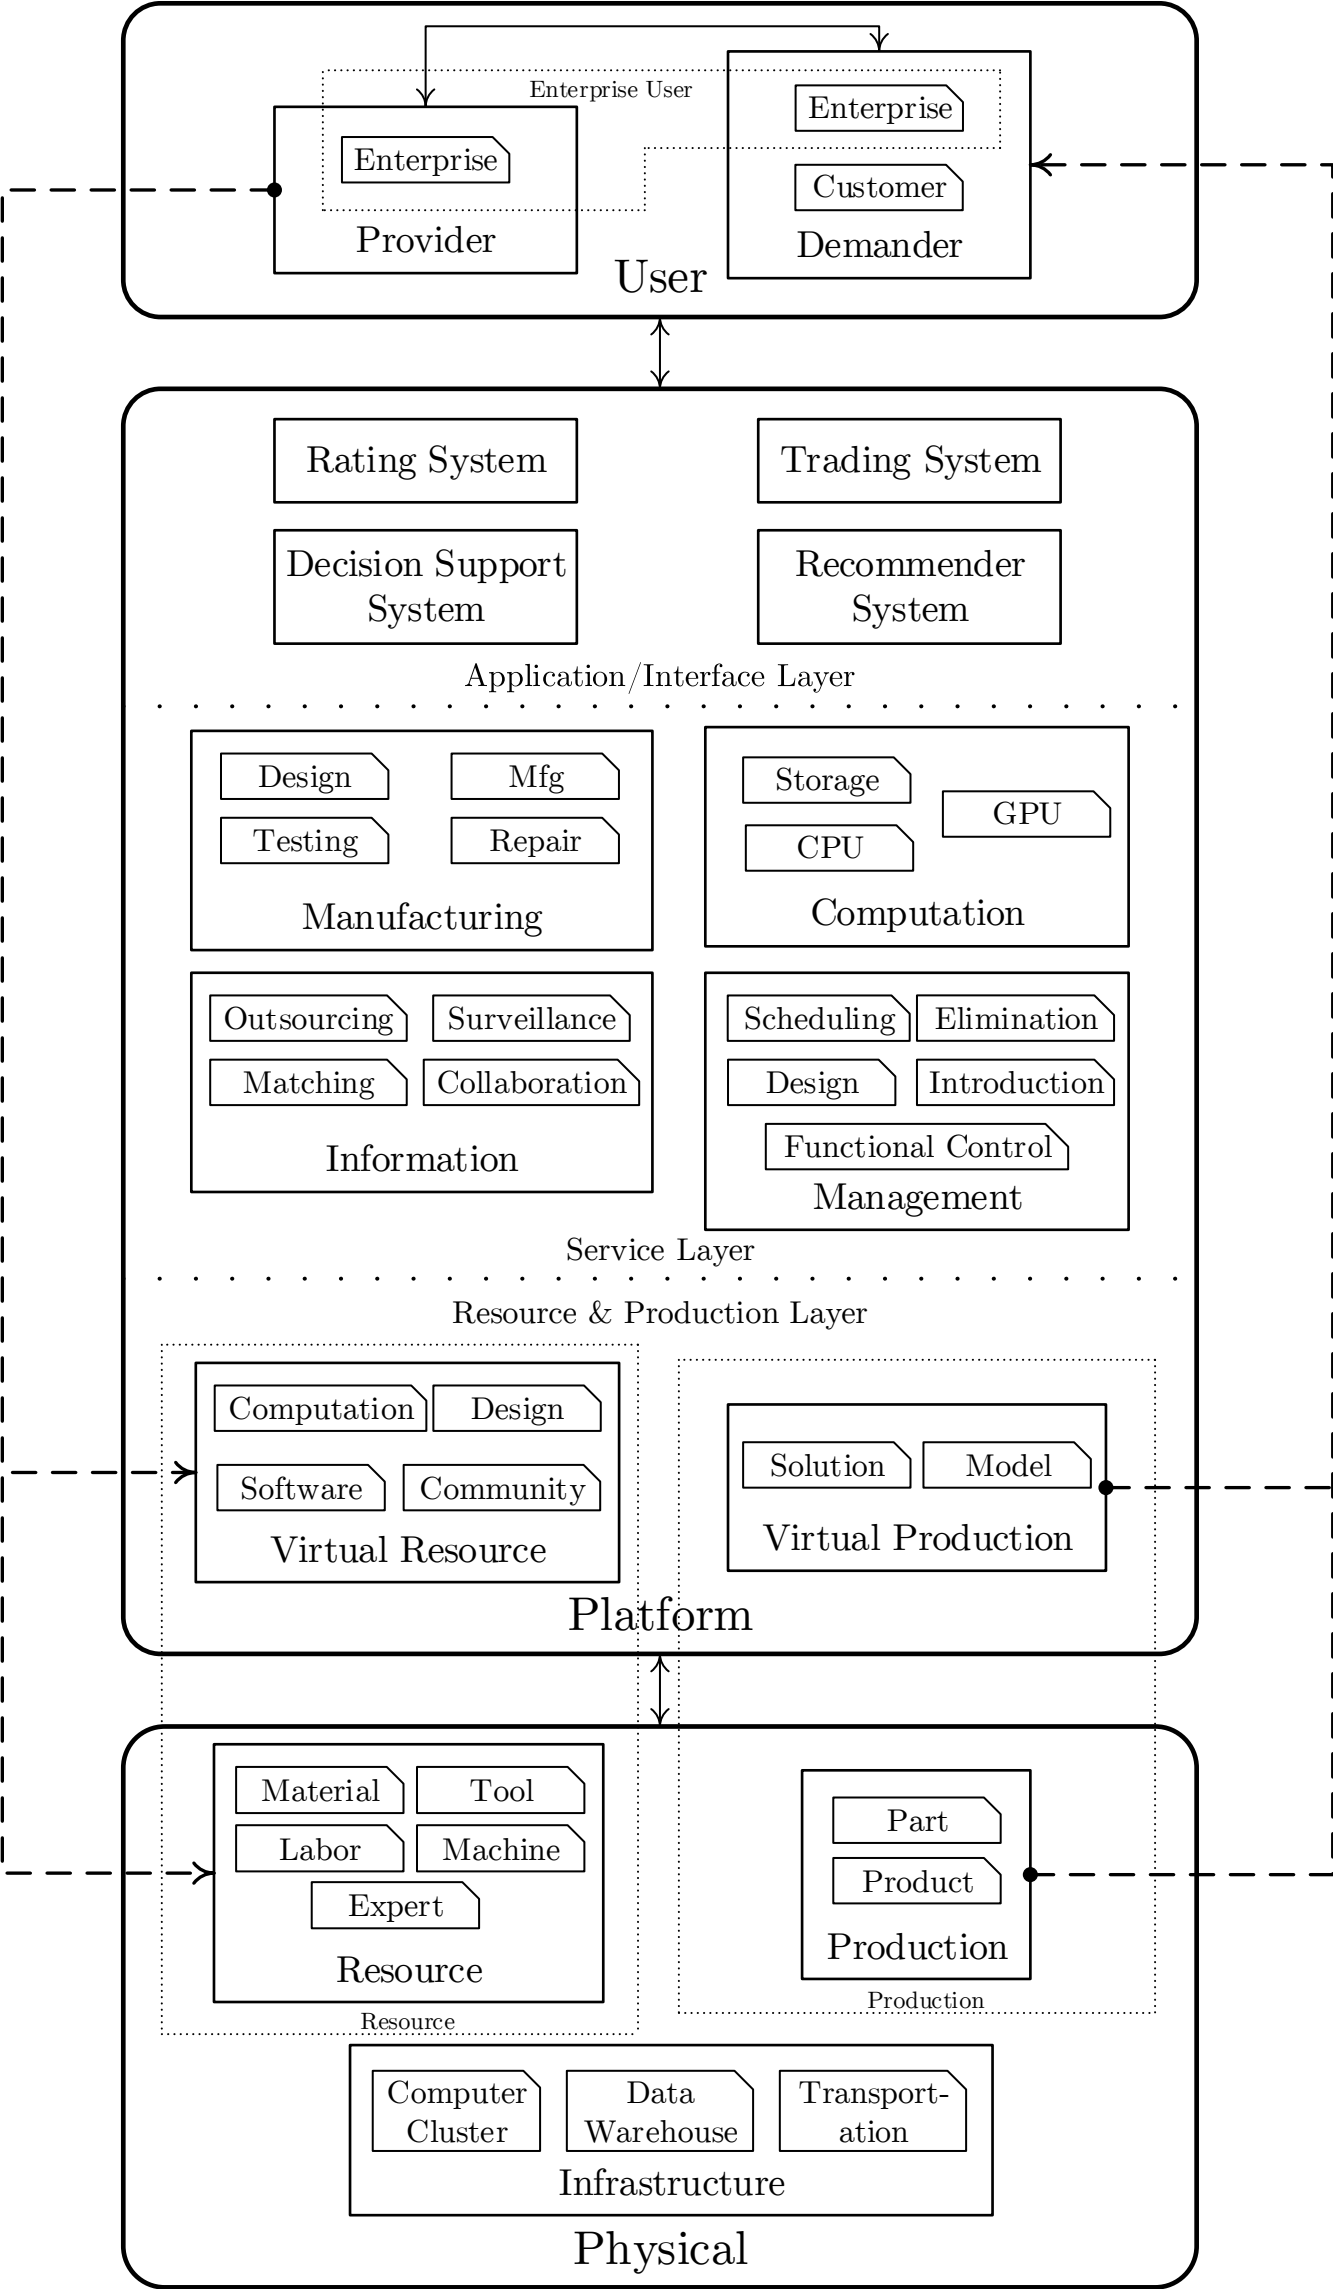 Enterprise User
Enterprise
Enterprise
Customer
Provider
Demander
User
Rating System
Trading System
Decision Support
System
Recommender
System
Application/Interface Layer
Design
Mfg
Testing
Repair
Manufacturing
Storage
GPU
CPU
Computation
Outsourcing
Surveillance
Matching
Collaboration
Information
Scheduling
Elimination
Design
Introduction
Functional Control
Management
Service Layer
Resource & Production Layer
Computation
Design
Software
Community
Virtual Resource
Solution
Model
Virtual Production
Platform
Material
Tool
Labor
Machine
Expert
Resource
Resource
Part
Product
Production
Production
Computer
Cluster
Data
Warehouse
Transport-
ation
Infrastructure
Physical